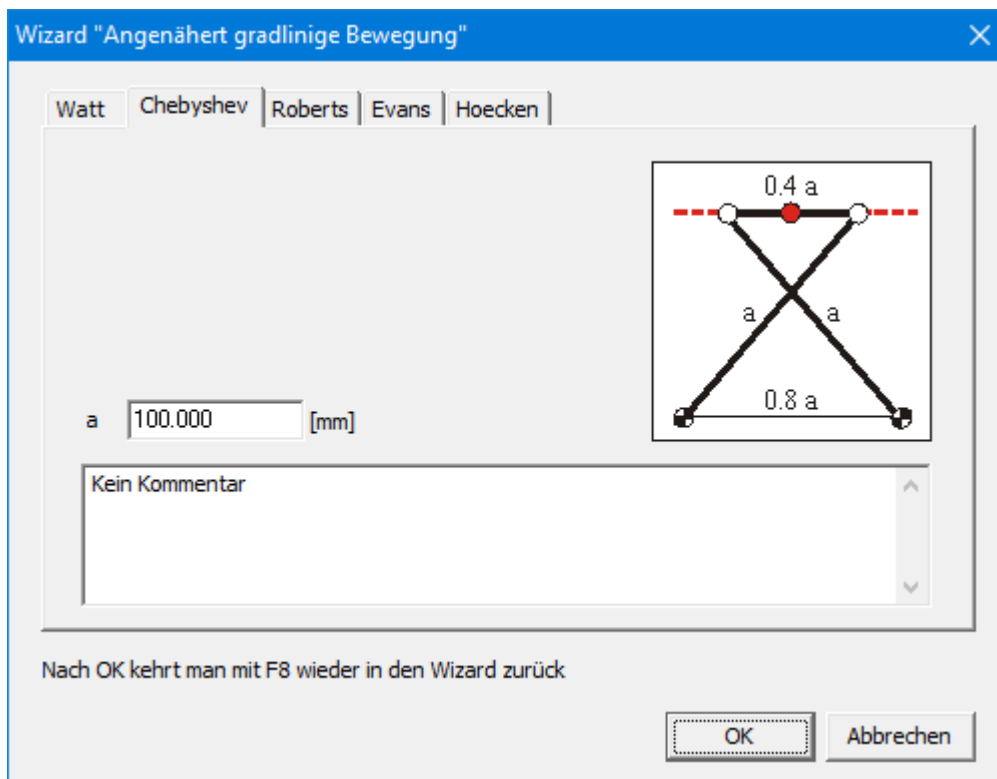 Wizard "Angenähert gradlinige Bewegung"
Watt Chebyshev Roberts Evans Hoecken
0.4 a
a a
0.8 a
a 100.000 [mm]
Kein Kommentar
Nach OK kehrt man mit F8 wieder in den Wizard zurück
OK Abbrechen